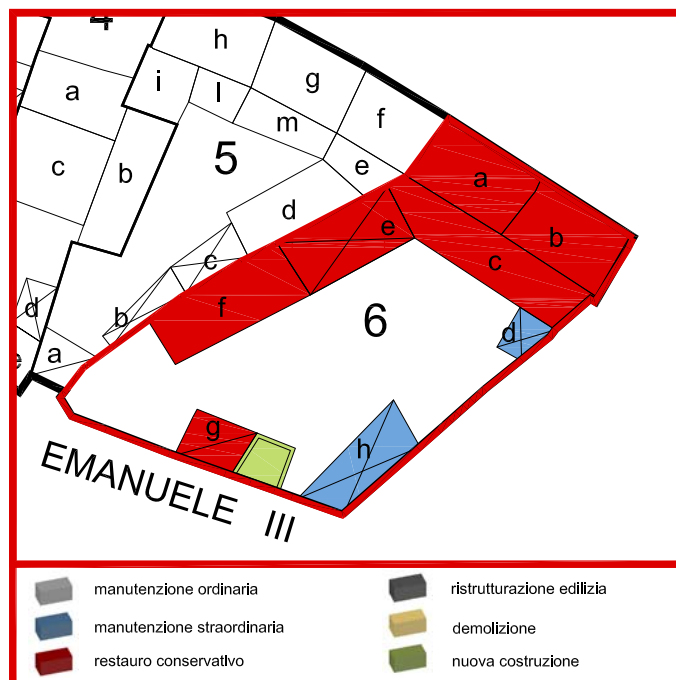 4
h
g
i
l
a
m
f
5
e
c
b
a
d
b
e
c
c
d
f
6
b
d
a
e
g
h
EMANUELE III
manutenzione ordinaria
ristrutturazione edilizia
manutenzione straordinaria
demolizione
restauro conservativo
nuova costruzione